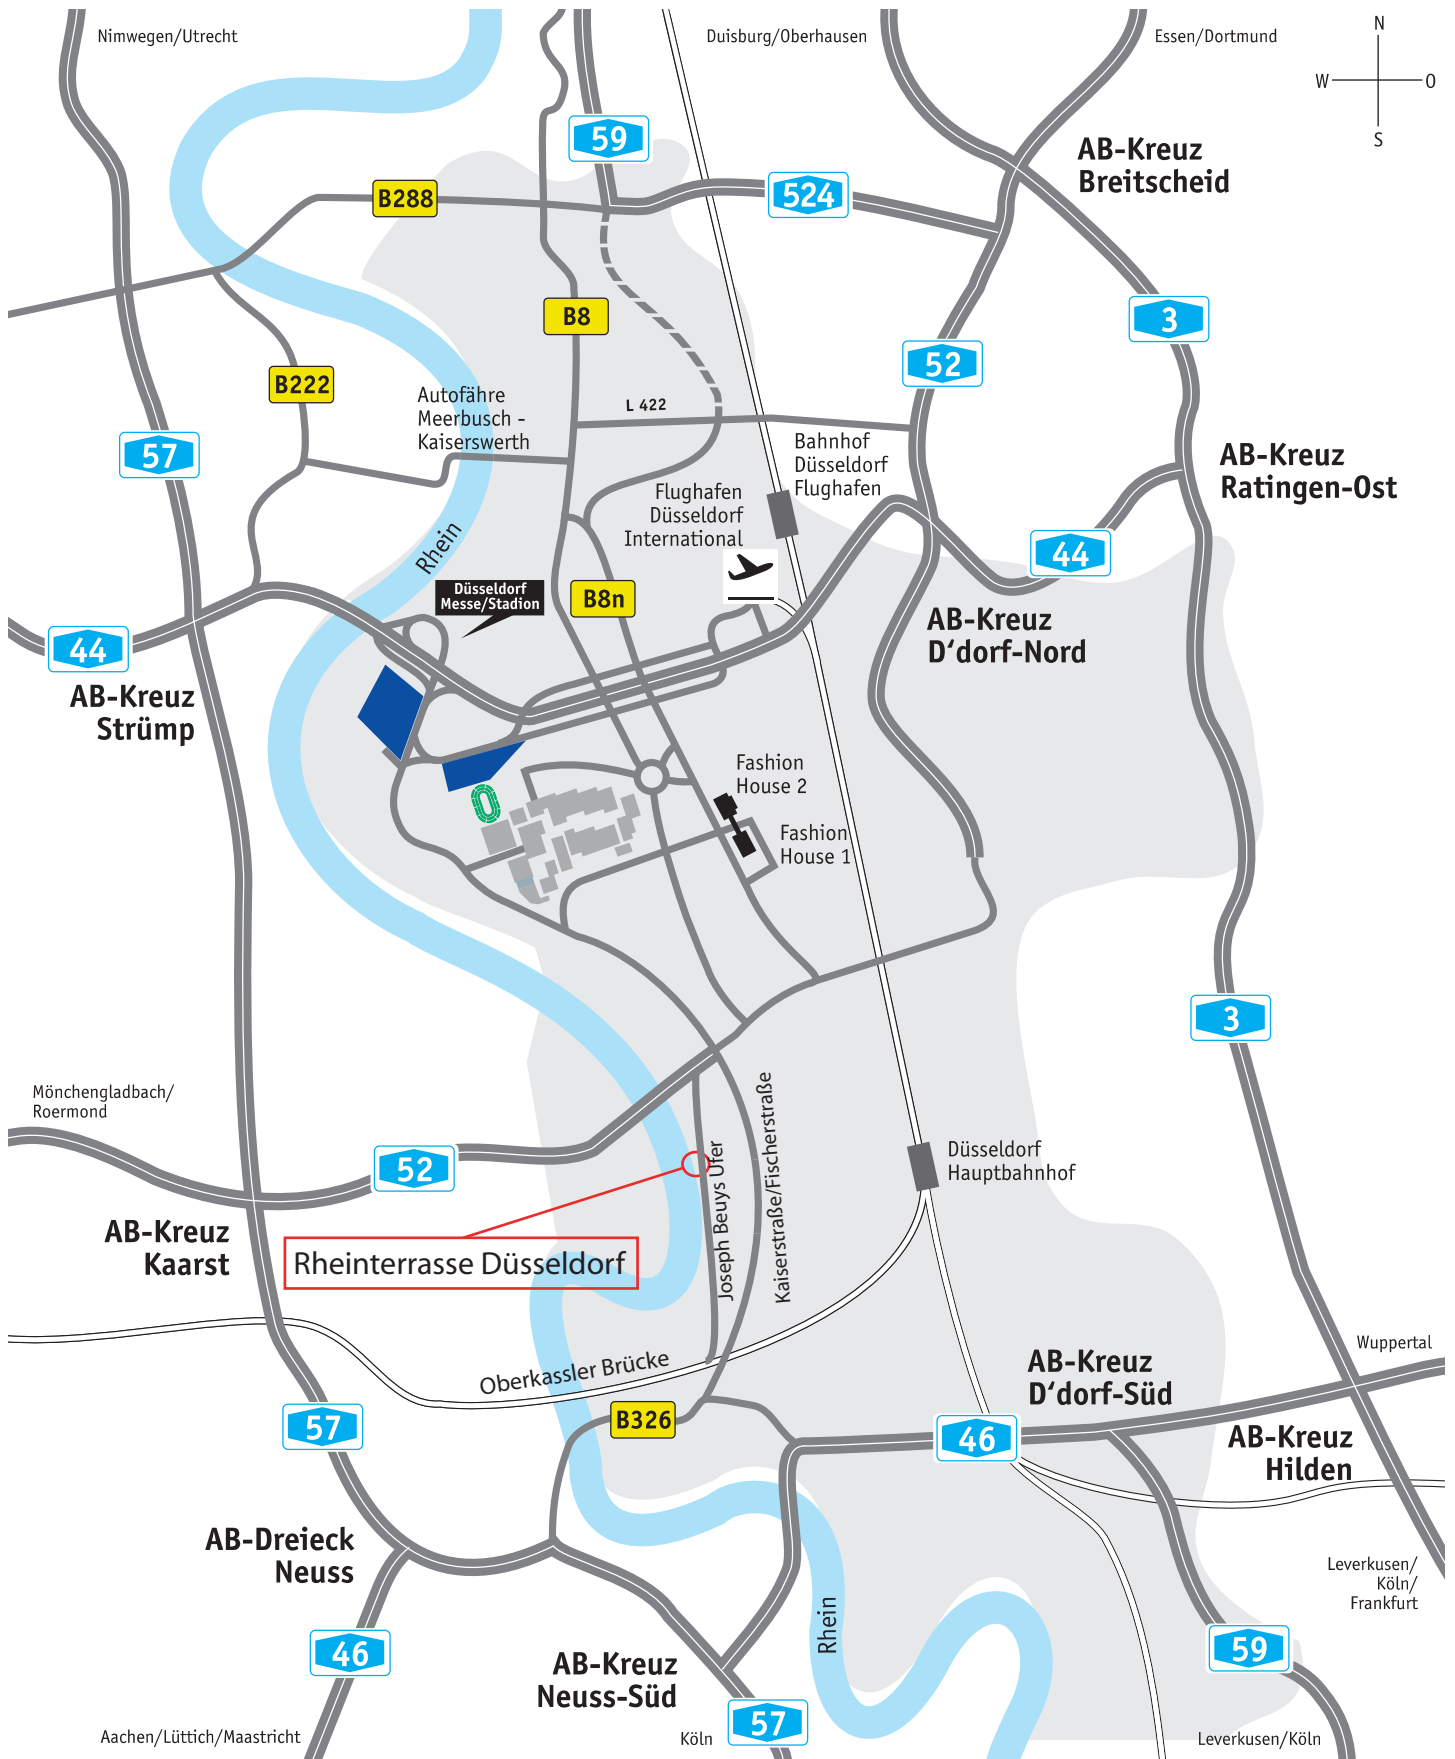 Nimwegen/Utrecht
Duisburg/Oberhausen
Essen/Dortmund
N
W
O
S
59
AB-Kreuz
Breitscheid
B288
524
B8
3
52
B222
Autofähre
Meerbusch -
Kaiserswerth
L 422
57
Bahnhof
Düsseldorf
Flughafen
AB-Kreuz
Ratingen-Ost
Flughafen
Düsseldorf
International
Rhein
44
Düsseldorf
Messe/Stadion
B8n
AB-Kreuz
D‘dorf-Nord
44
AB-Kreuz
Strümp
Fashion
House 2
Fashion
House 1
3
Mönchengladbach/
Roermond
52
Joseph Beuys Ufer
Kaiserstraße/Fischerstraße
Düsseldorf
Hauptbahnhof
AB-Kreuz
Kaarst
Rheinterrasse Düsseldorf
Oberkassler Brücke
Wuppertal
AB-Kreuz
D‘dorf-Süd
57
B326
46
AB-Kreuz
Hilden
AB-Dreieck
Neuss
Leverkusen/
Köln/
Frankfurt
Rhein
46
59
AB-Kreuz
Neuss-Süd
57
Aachen/Lüttich/Maastricht
Köln
Leverkusen/Köln